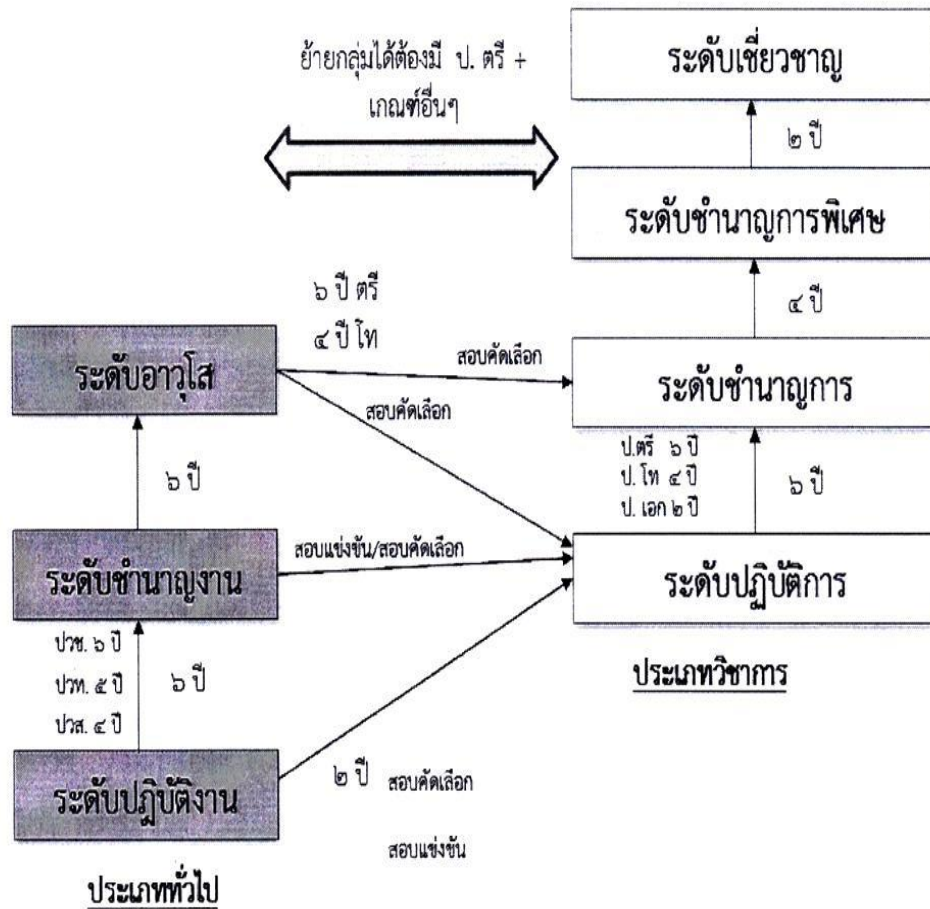 ย้ายกลุ่มได้ต้องมี ป. ตรี +
เกณฑ์อื่นๆ
ระดับเชี่ยวชาญ
๒ ปี
ระดับชำนาญการพิเศษ
๔ ปี
๖ ปี ตรี
๔ ปี โท
ระดับอาวุโส
สอบคัดเลือก
ระดับชำนาญการ
สอบคัดเลือก
๖ ปี
ป.ตรี ๖ ปี
ป. โท ๔ ปี
ป. เอก ๒ ปี
๖ ปี
ระดับชำนาญงาน
สอบแข่งขัน/สอบคัดเลือก
ระดับปฏิบัติการ
ประเภทวิชาการ
ปวช. ๖ ปี
ปวท. ๕ ปี
ปวส. ๔ ปี
๖ ปี
ระดับปฏิบัติงาน
๒ ปี สอบคัดเลือก
สอบแข่งขัน
ประเภททั่วไป